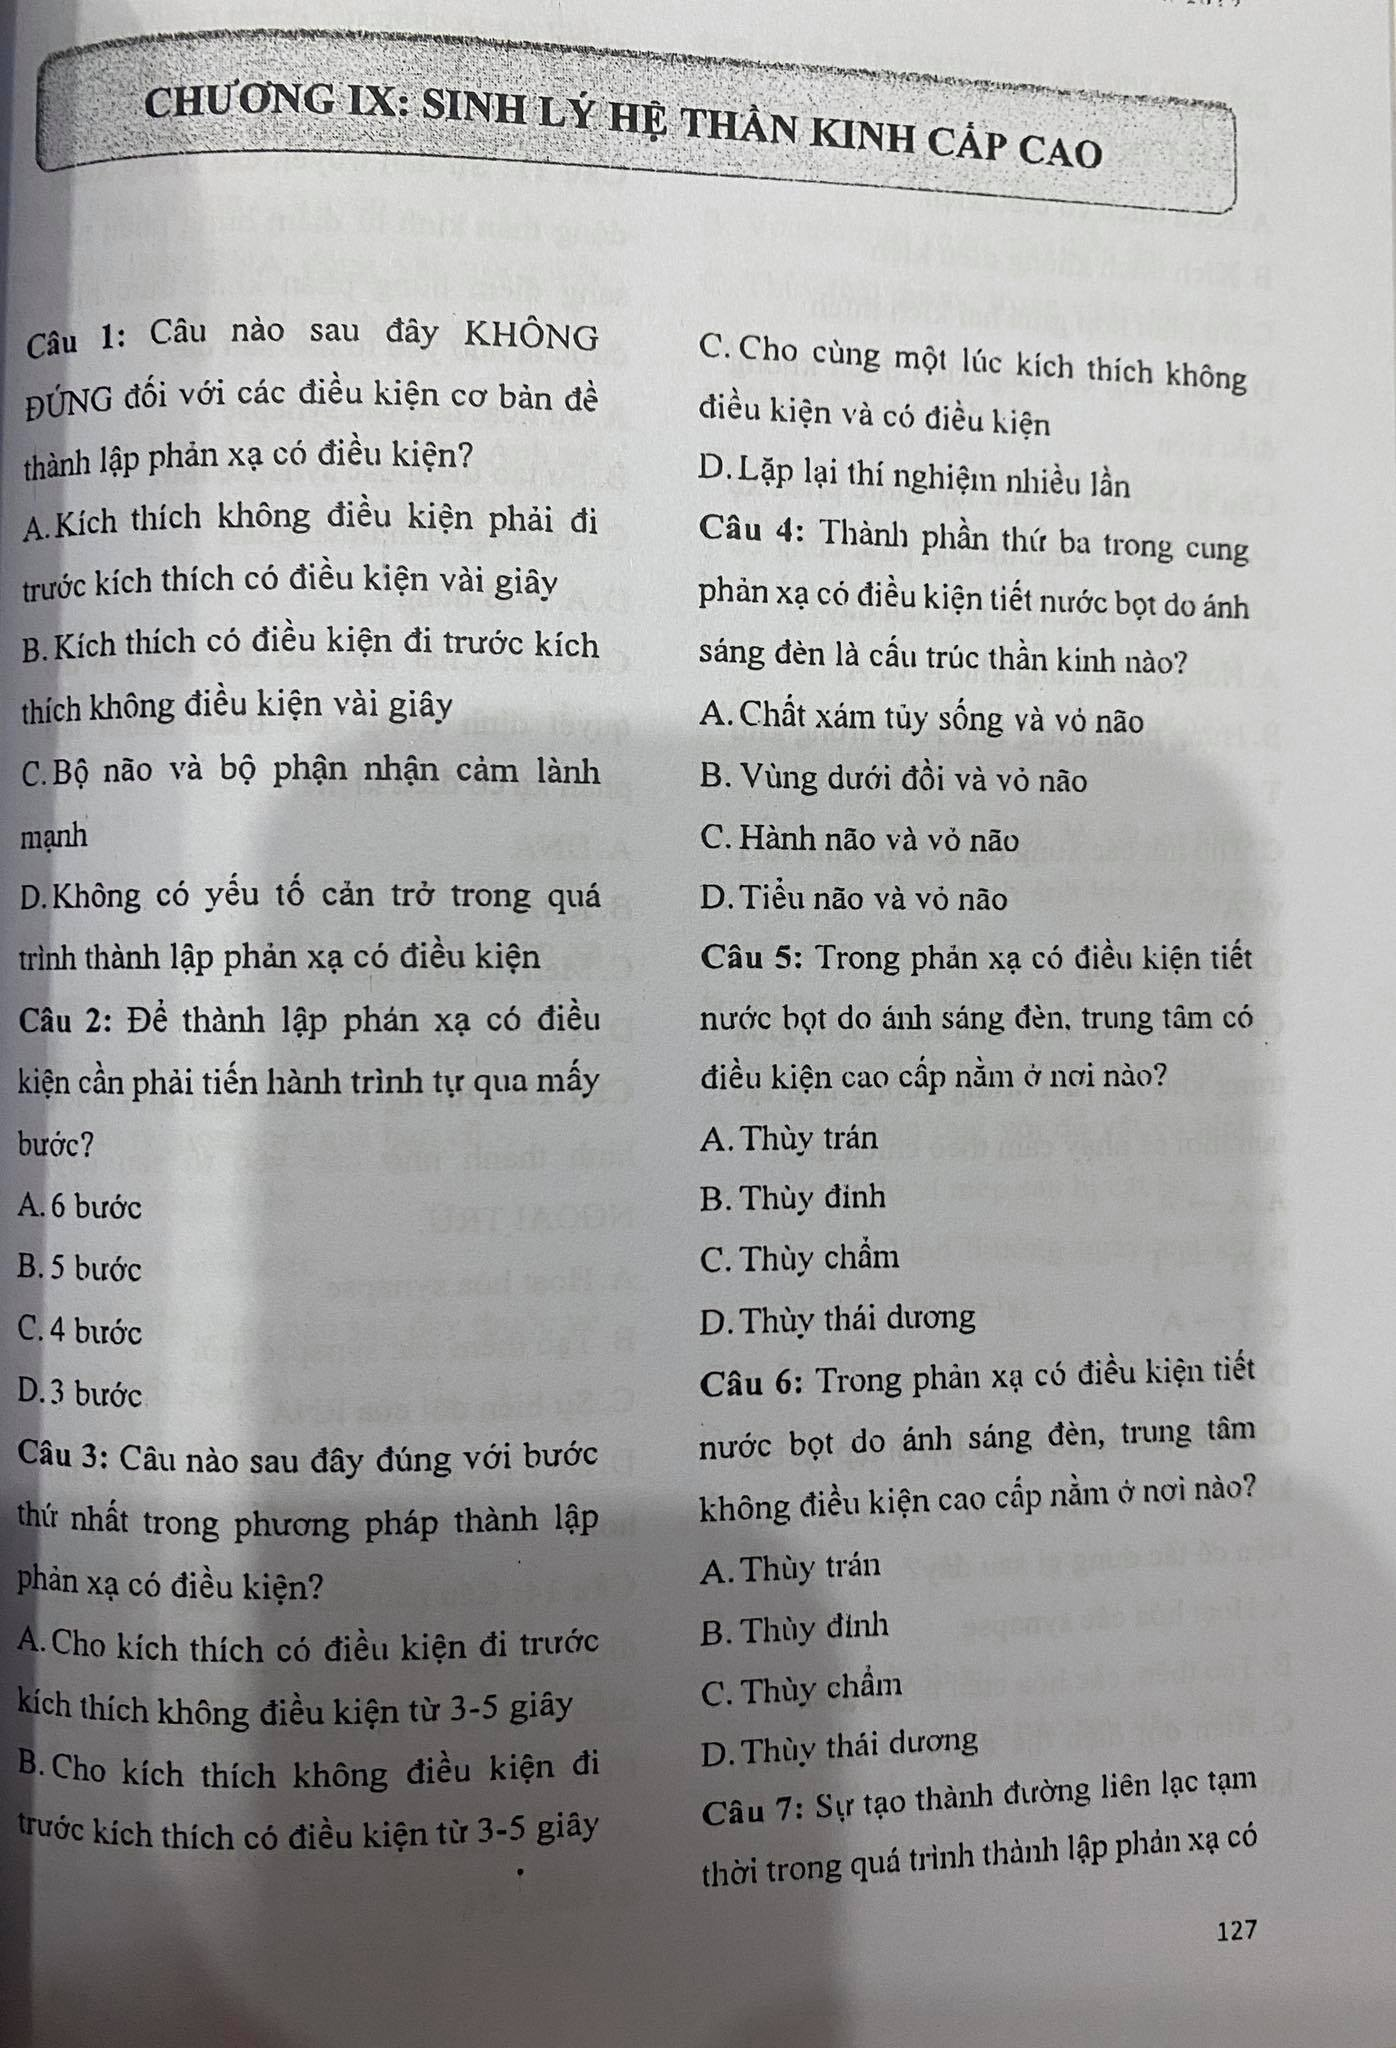 CHƯƠNG IX: SINH LÝ HỆ THẦN KINH CẤP CAO
Câu 1: Câu nào sau đây KHÔNG
ĐÚNG đối với các điều kiện cơ bản để
thành lập phản xạ có điều kiện?
A. Kích thích không điều kiện phải đi
trước kích thích có điều kiện vài giây
B. Kích thích có điều kiện đi trước kích
thích không điều kiện vài giây
C. Bộ não và bộ phận nhận cảm lành
mạnh
D. Không có yếu tố cản trở trong quá
trình thành lập phản xạ có điều kiện
Câu 2: Để thành lập phản xạ có điều
kiện cần phải tiến hành trình tự qua mấy
bước?
A. 6 bước
B. 5 bước
C. 4 bước
D. 3 bước
Câu 3: Câu nào sau đây đúng với bước
thứ nhất trong phương pháp thành lập
phản xạ có điều kiện?
A. Cho kích thích có điều kiện đi trước
kích thích không điều kiện từ 3-5 giây
B. Cho kích thích không điều kiện đi
trước kích thích có điều kiện từ 3-5 giây
C. Cho cùng một lúc kích thích không
điều kiện và có điều kiện
D. Lặp lại thí nghiệm nhiều lần
Câu 4: Thành phần thứ ba trong cung
phản xạ có điều kiện tiết nước bọt do ánh
sáng đèn là cấu trúc thần kinh nào?
A. Chất xám tủy sống và vỏ não
B. Vùng dưới đồi và vỏ não
C. Hành não và vỏ não
D. Tiểu não và vỏ não
Câu 5: Trong phản xạ có điều kiện tiết
nước bọt do ánh sáng đèn, trung tâm có
điều kiện cao cấp nằm ở nơi nào?
A. Thùy trán
B. Thùy đỉnh
C. Thùy chẩm
D. Thùy thái dương
Câu 6: Trong phản xạ có điều kiện tiết
nước bọt do ánh sáng đèn, trung tâm
không điều kiện cao cấp nằm ở nơi nào?
A. Thùy trán
B. Thùy đỉnh
C. Thùy chẩm
D. Thùy thái dương
Câu 7: Sự tạo thành đường liên lạc tạm
thời trong quá trình thành lập phản xạ có
127